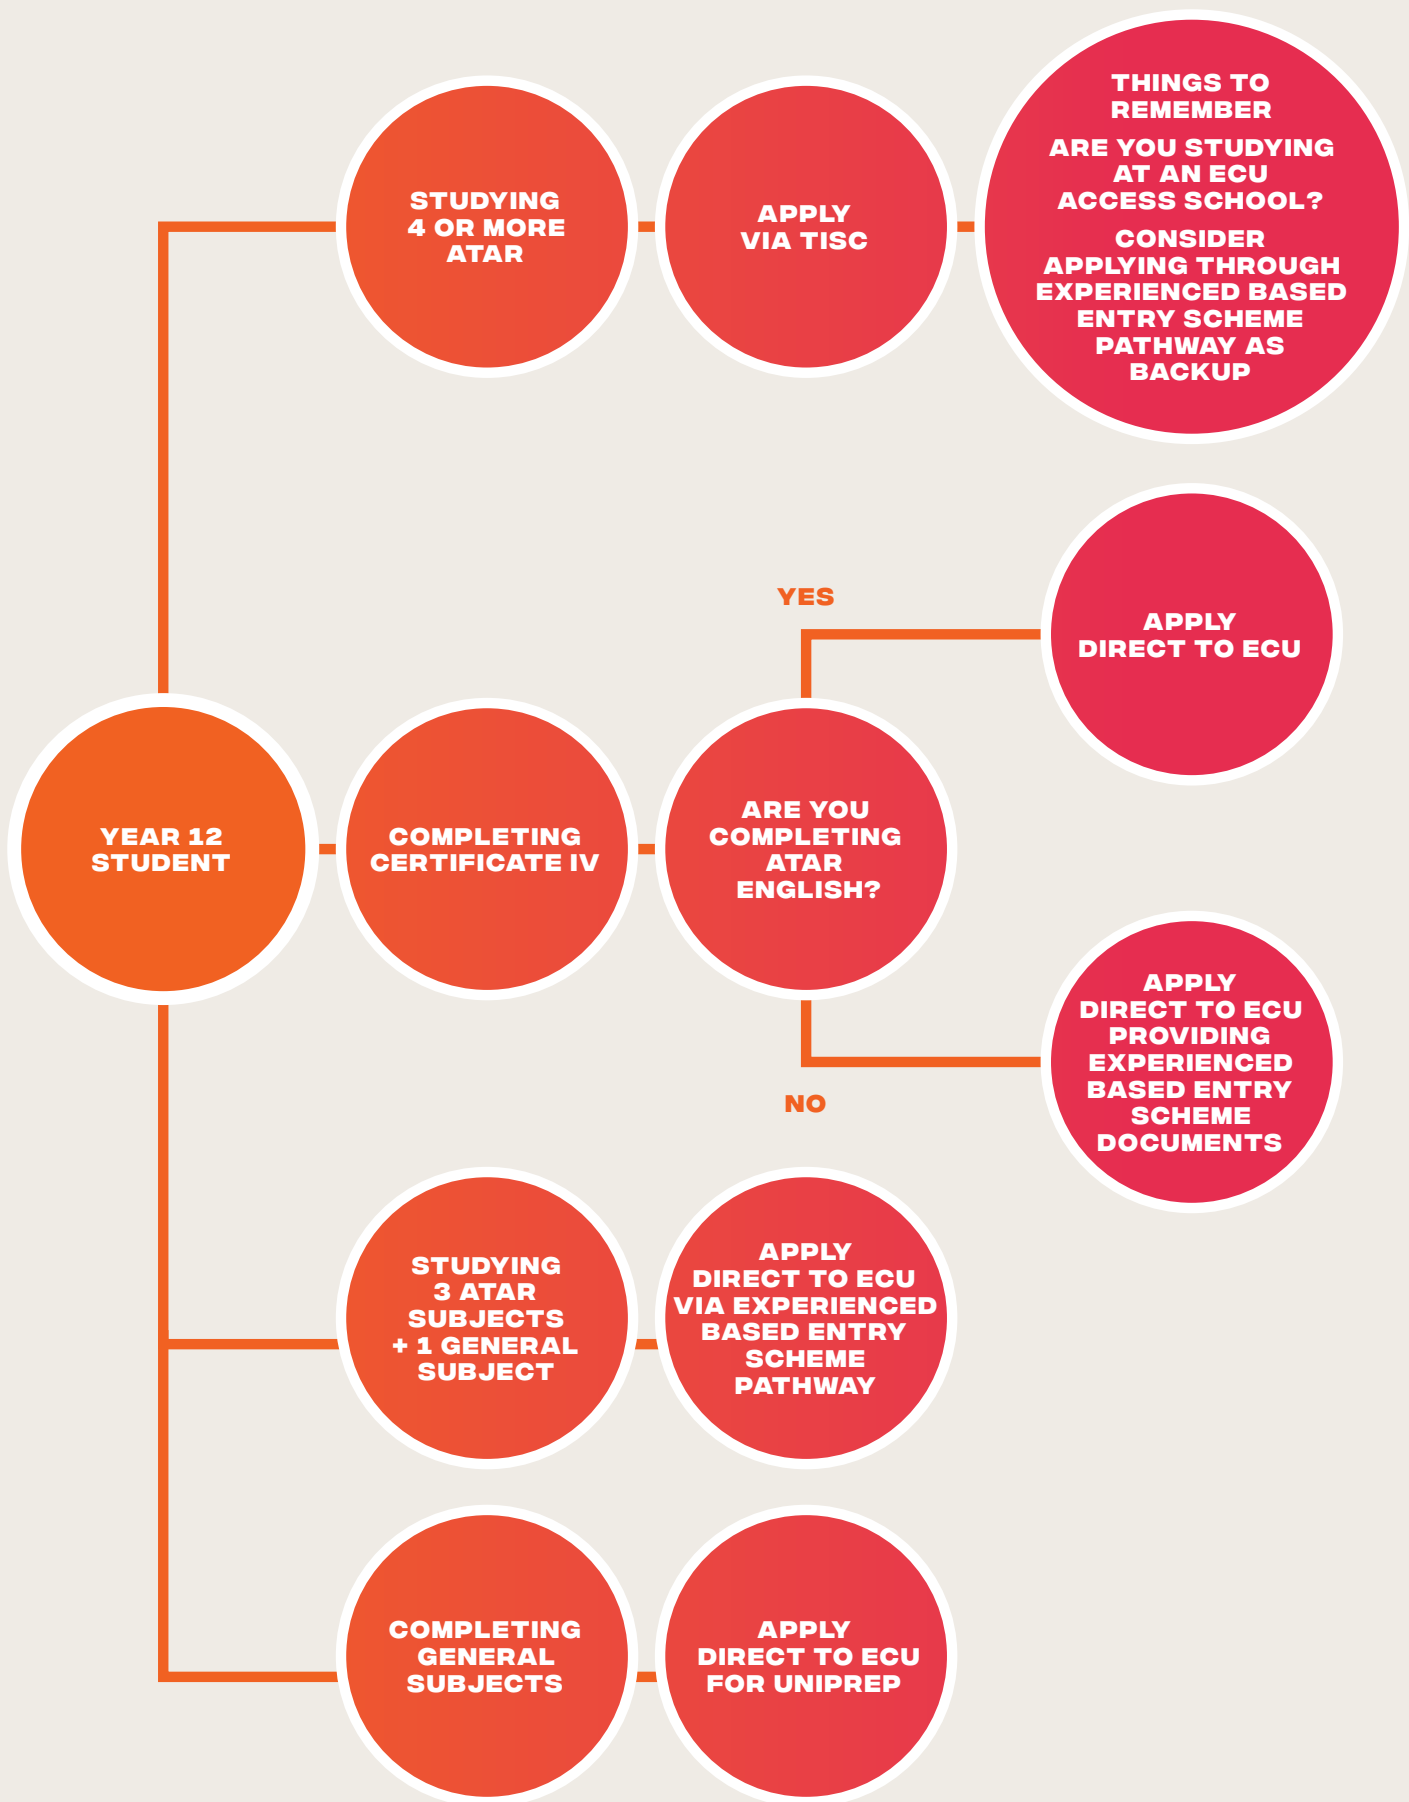 STUDYING
4 OR MORE
ATAR
APPLY
VIA TISC
THINGS TO
REMEMBER
ARE YOU STUDYING
AT AN ECU
ACCESS SCHOOL?
CONSIDER
APPLYING THROUGH
EXPERIENCED BASED
ENTRY SCHEME
PATHWAY AS
BACKUP
YEAR 12
STUDENT
COMPLETING
CERTIFICATE IV
ARE YOU
COMPLETING
ATAR
ENGLISH?
YES
APPLY
DIRECT TO ECU
NO
APPLY
DIRECT TO ECU
PROVIDING
EXPERIENCED
BASED ENTRY
SCHEME
DOCUMENTS
STUDYING
3 ATAR
SUBJECTS
+ 1 GENERAL
SUBJECT
APPLY
DIRECT TO ECU
VIA EXPERIENCED
BASED ENTRY
SCHEME
PATHWAY
COMPLETING
GENERAL
SUBJECTS
APPLY
DIRECT TO ECU
FOR UNIPREP